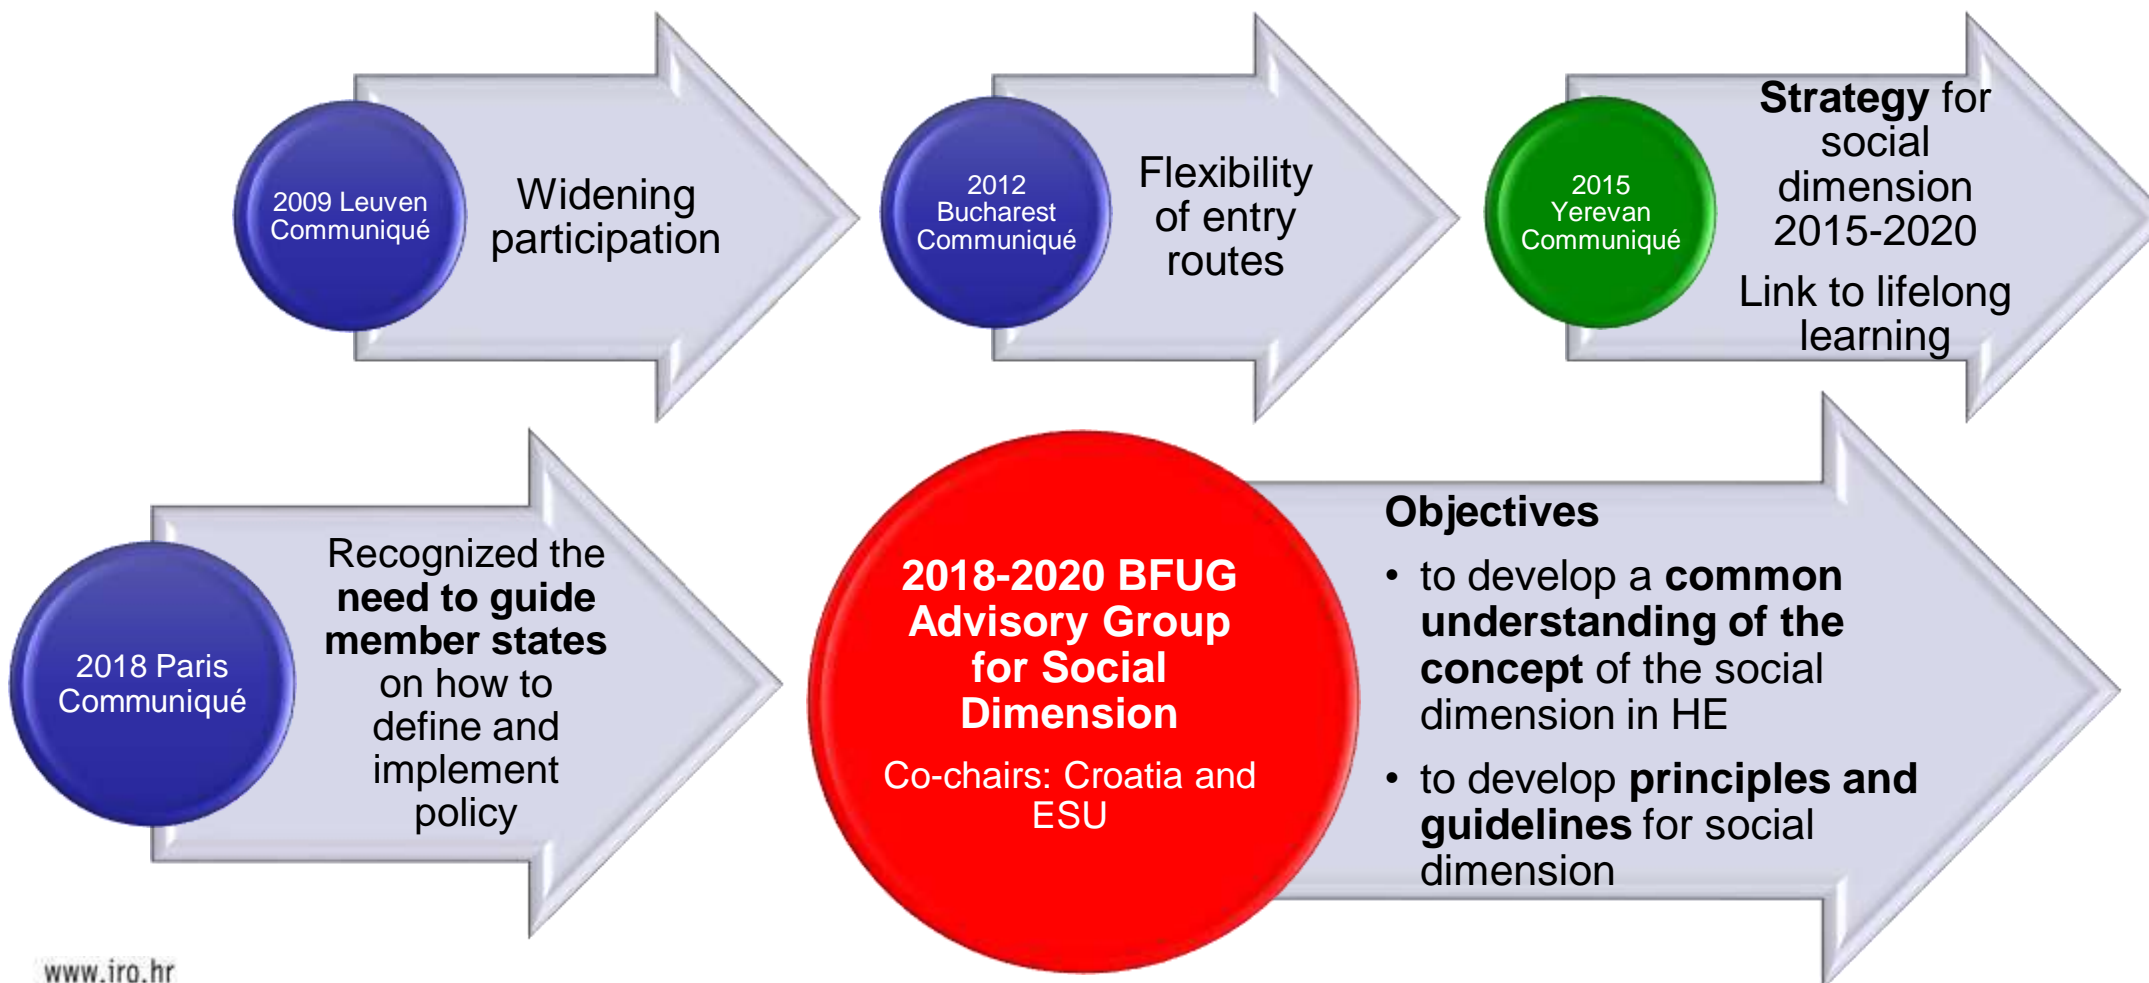 2009 Leuven
Communiqué
Widening
participation
2012
Bucharest
Communiqué
Flexibility
of entry
routes
2015
Yerevan
Communiqué
Strategy for
social
dimension
2015-2020
Link to lifelong
learning
2018 Paris
Communiqué
Recognized the
need to guide
member states
on how to
define and
implement
policy
2018-2020 BFUG
Advisory Group
for Social
Dimension
Co-chairs: Croatia and
ESU
Objectives
• to develop a common
understanding of the
concept of the social
dimension in HE
• to develop principles and
guidelines for social
dimension
www.iro.hr